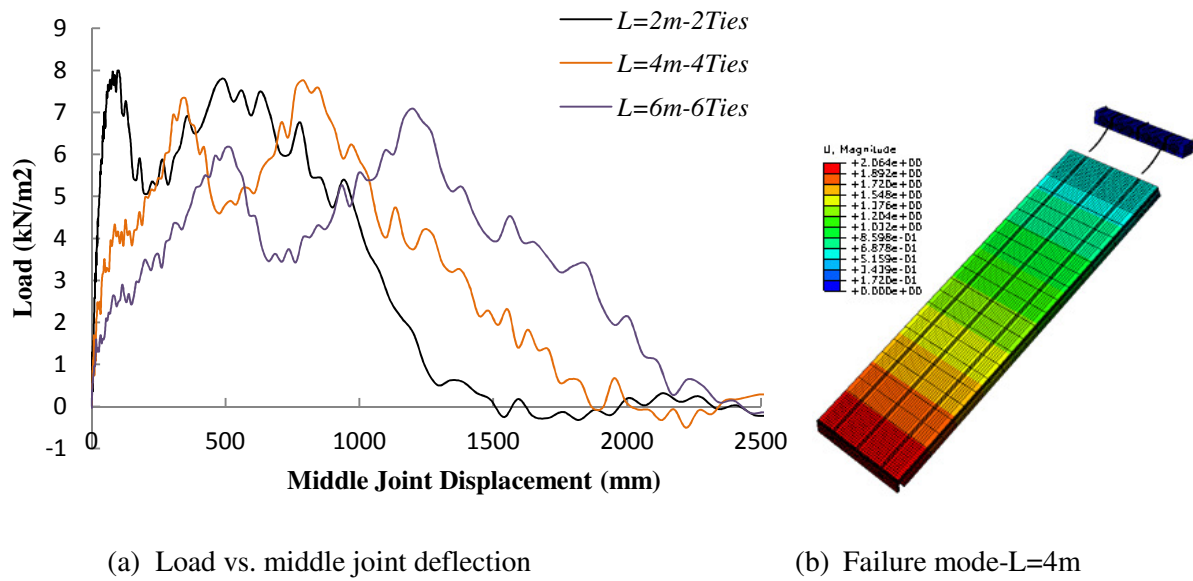 L=2m-2Ties
L=4m-4Ties
L=6m-6Ties
9
8
7
6
5
4
3
2
1
0
-1
Load (kN/m2)
0
500
1000
1500
2000
2500
Middle Joint Displacement (mm)
U, Magnitude
+2.064e+00
+1.892e+00
+1.720e+00
+1.548e+00
+1.376e+00
+1.204e+00
+1.032e+00
+8.598e-01
+6.878e-01
+5.159e-01
+3.439e-01
+1.720e-01
+0.000e+00
(a) Load vs. middle joint deflection
(b) Failure mode-L=4m